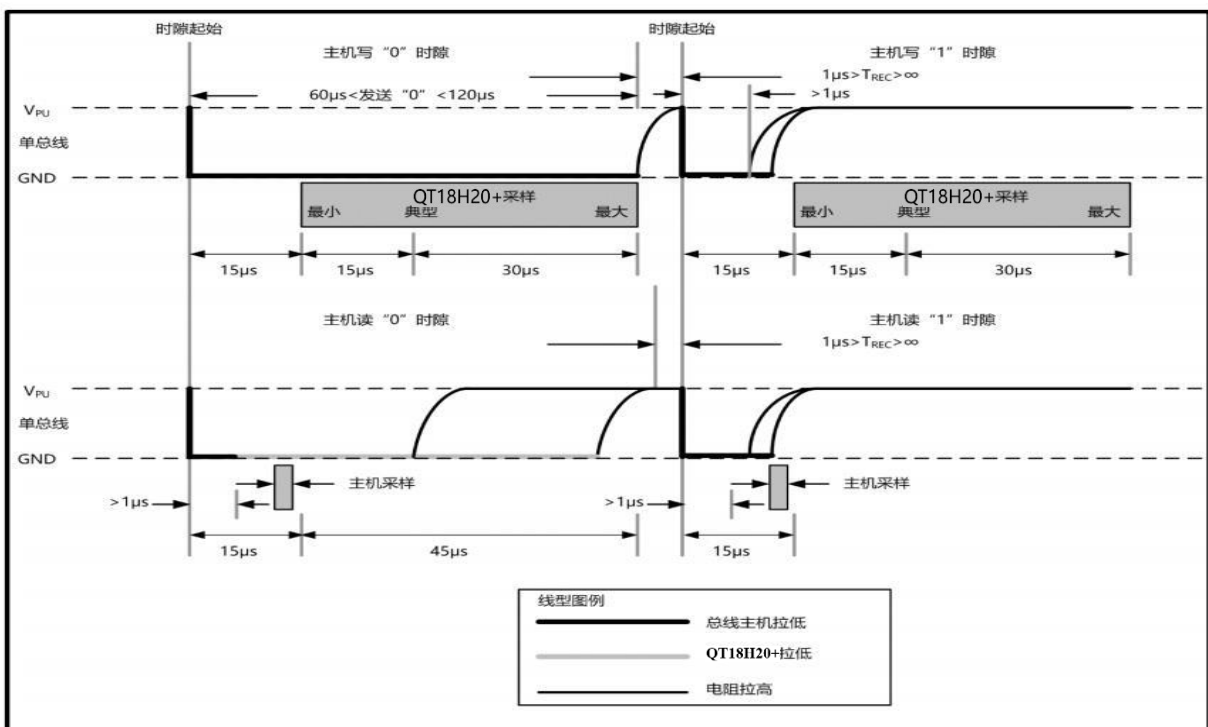 时隙起始
时隙起始
主机写“0”时隙
主机写“1”时隙
1μs>TREC>∞
60μs<发送“0”<120μs
>1μs
VPU
单总线
GND
QT18H20+采样
最小 典型 最大
QT18H20+采样
最小 典型 最大
15μs 15μs 30μs 15μs 15μs 30μs
主机读“0”时隙
主机读“1”时隙
1μs>TREC>∞
VPU
单总线
GND
主机采样
主机采样
>1μs
>1μs
15μs 45μs 15μs
线型图例
总线主机拉低
QT18H20+拉低
电阻拉高